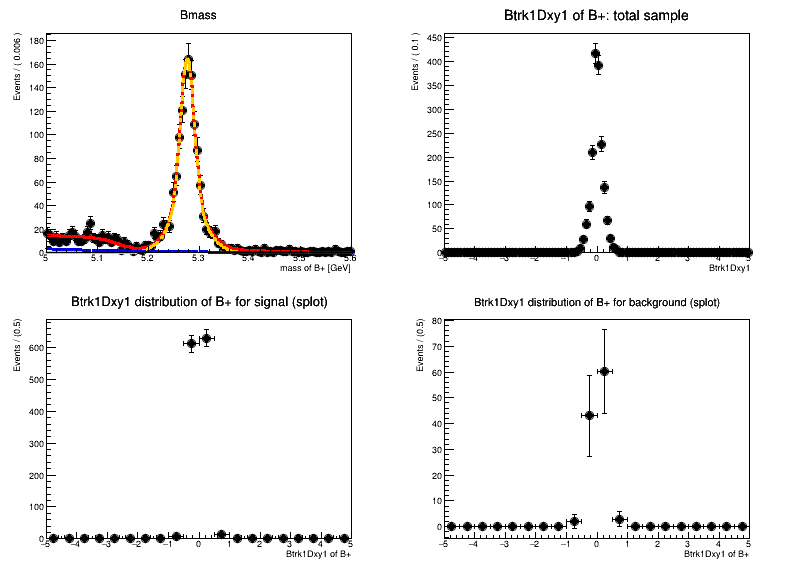 Bmass
Events / ( 0.006 )
180
160
140
120
100
80
60
40
20
0
5 5.1 5.2 5.3 5.4 5.5 5.6
mass of B+ [GeV]
Btrk1Dxy1 of B+: total sample
Events / ( 0.1 )
450
400
350
300
250
200
150
100
50
0
−5 −4 −3 −2 −1 0 1 2 3 4 5
Btrk1Dxy1
Btrk1Dxy1 distribution of B+ for signal (splot)
Events / (0.5)
600
500
400
300
200
100
0
−5 −4 −3 −2 −1 0 1 2 3 4 5
Btrk1Dxy1 of B+
Btrk1Dxy1 distribution of B+ for background (splot)
Events / (0.5)
80
70
60
50
40
30
20
10
0
−5 −4 −3 −2 −1 0 1 2 3 4 5
Btrk1Dxy1 of B+